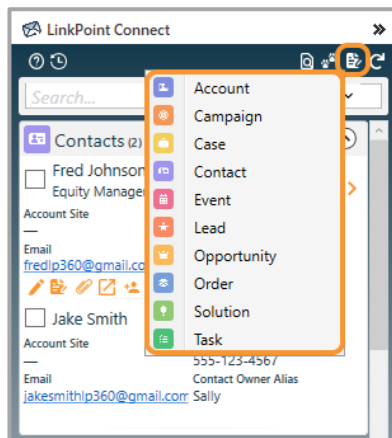 LinkPoint Connect
Search...
Account
Campaign
Case
Contact
Event
Lead
Opportunity
Order
Solution
Task
Contacts (2)
Fred Johnson
Equity Manager
Account Site
—
Email
fredlp360@gmail.co
Jake Smith
Account Site
—
555-123-4567
Email
Contact Owner Alias
jakesmithlp360@gmail.com
Sally